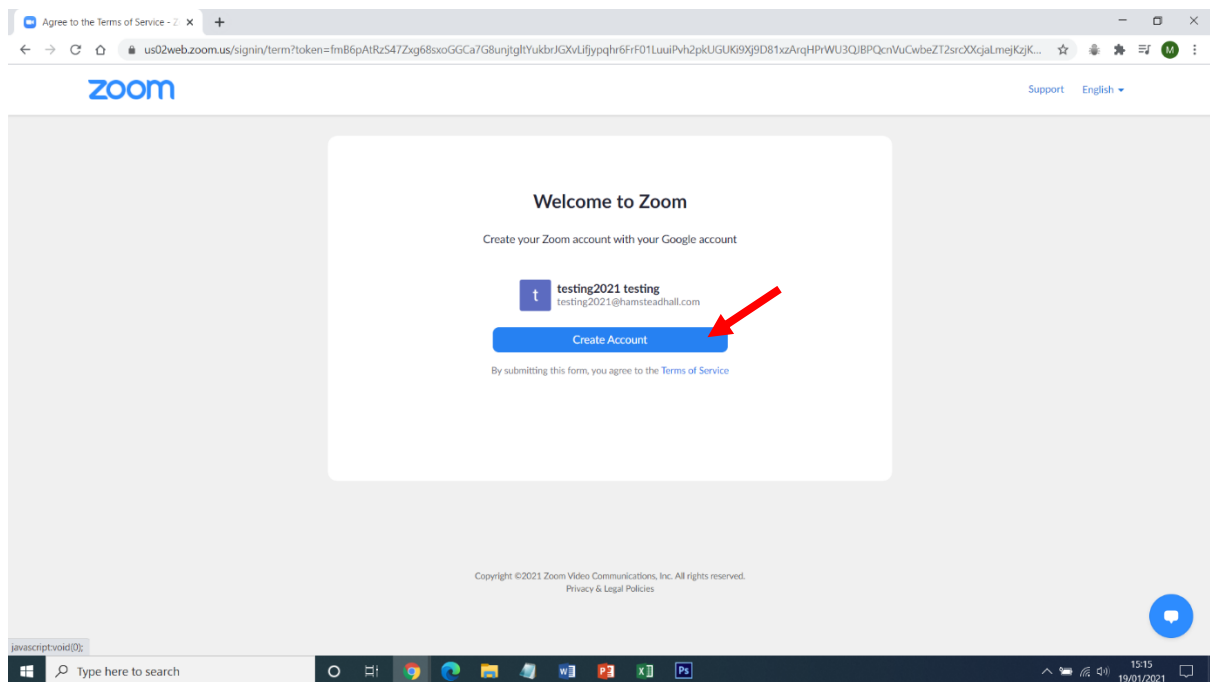 Agree to the Terms of Service - Z
us02web.zoom.us/signin/term?token=fmB6pAtRzS47Zxg68sxoGGCa7G8unjtgltYukbrJGXvLifjypqhr6FrF01LuuiPvh2pkUGUKi9Xj9D81xzArqHPrWU3QJBPQcnVuCwbeZT2srcXXcjaLmejKzjK...
M
zoom
Support English
Welcome to Zoom
Create your Zoom account with your Google account
t
testing2021 testing
testing2021@hamsteadhall.com
Create Account
By submitting this form, you agree to the Terms of Service
Copyright ©2021 Zoom Video Communications, Inc. All rights reserved.
Privacy & Legal Policies
javascript:void(0);
Type here to search
Ps
15:15
19/01/2021